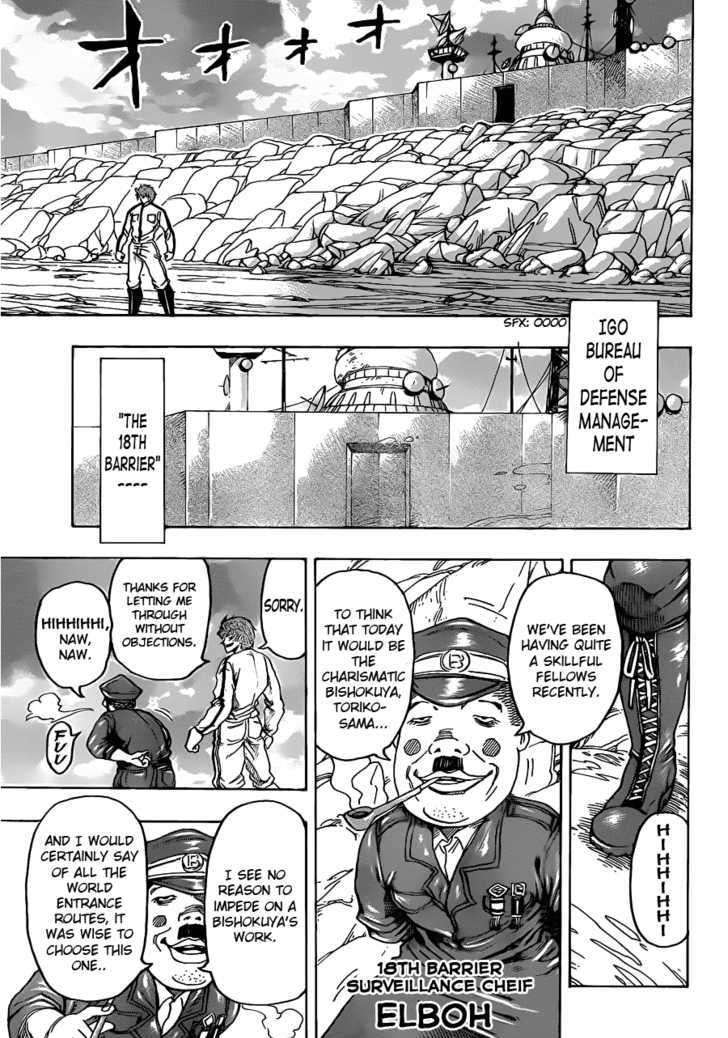 オオオオ
SFX: OOOO
IGO
BUREAU
OF
DEFENSE
MANAGE-
MENT
"THE
18TH
BARRIER"
----
HIHHIHHI
WE'VE BEEN
HAVING QUITE
A SKILLFUL
FELLOWS
RECENTLY.
TO THINK
THAT TODAY
IT WOULD BE
THE
CHARISMATIC
BISHOKUYA,
TORIKO-
SAMA...
18TH BARRIER
SURVEILLANCE CHEIF
ELBOH
SORRY.
THANKS FOR
LETTING ME
THROUGH
WITHOUT
OBJECTIONS.
HIHHIHHI,
NAW,
NAW.
FUU
I SEE NO
REASON TO
IMPEDE ON A
BISHOKUYA'S
WORK.
AND I WOULD
CERTAINLY SAY
OF ALL THE
WORLD
ENTRANCE
ROUTES, IT
WAS WISE TO
CHOOSE THIS
ONE..